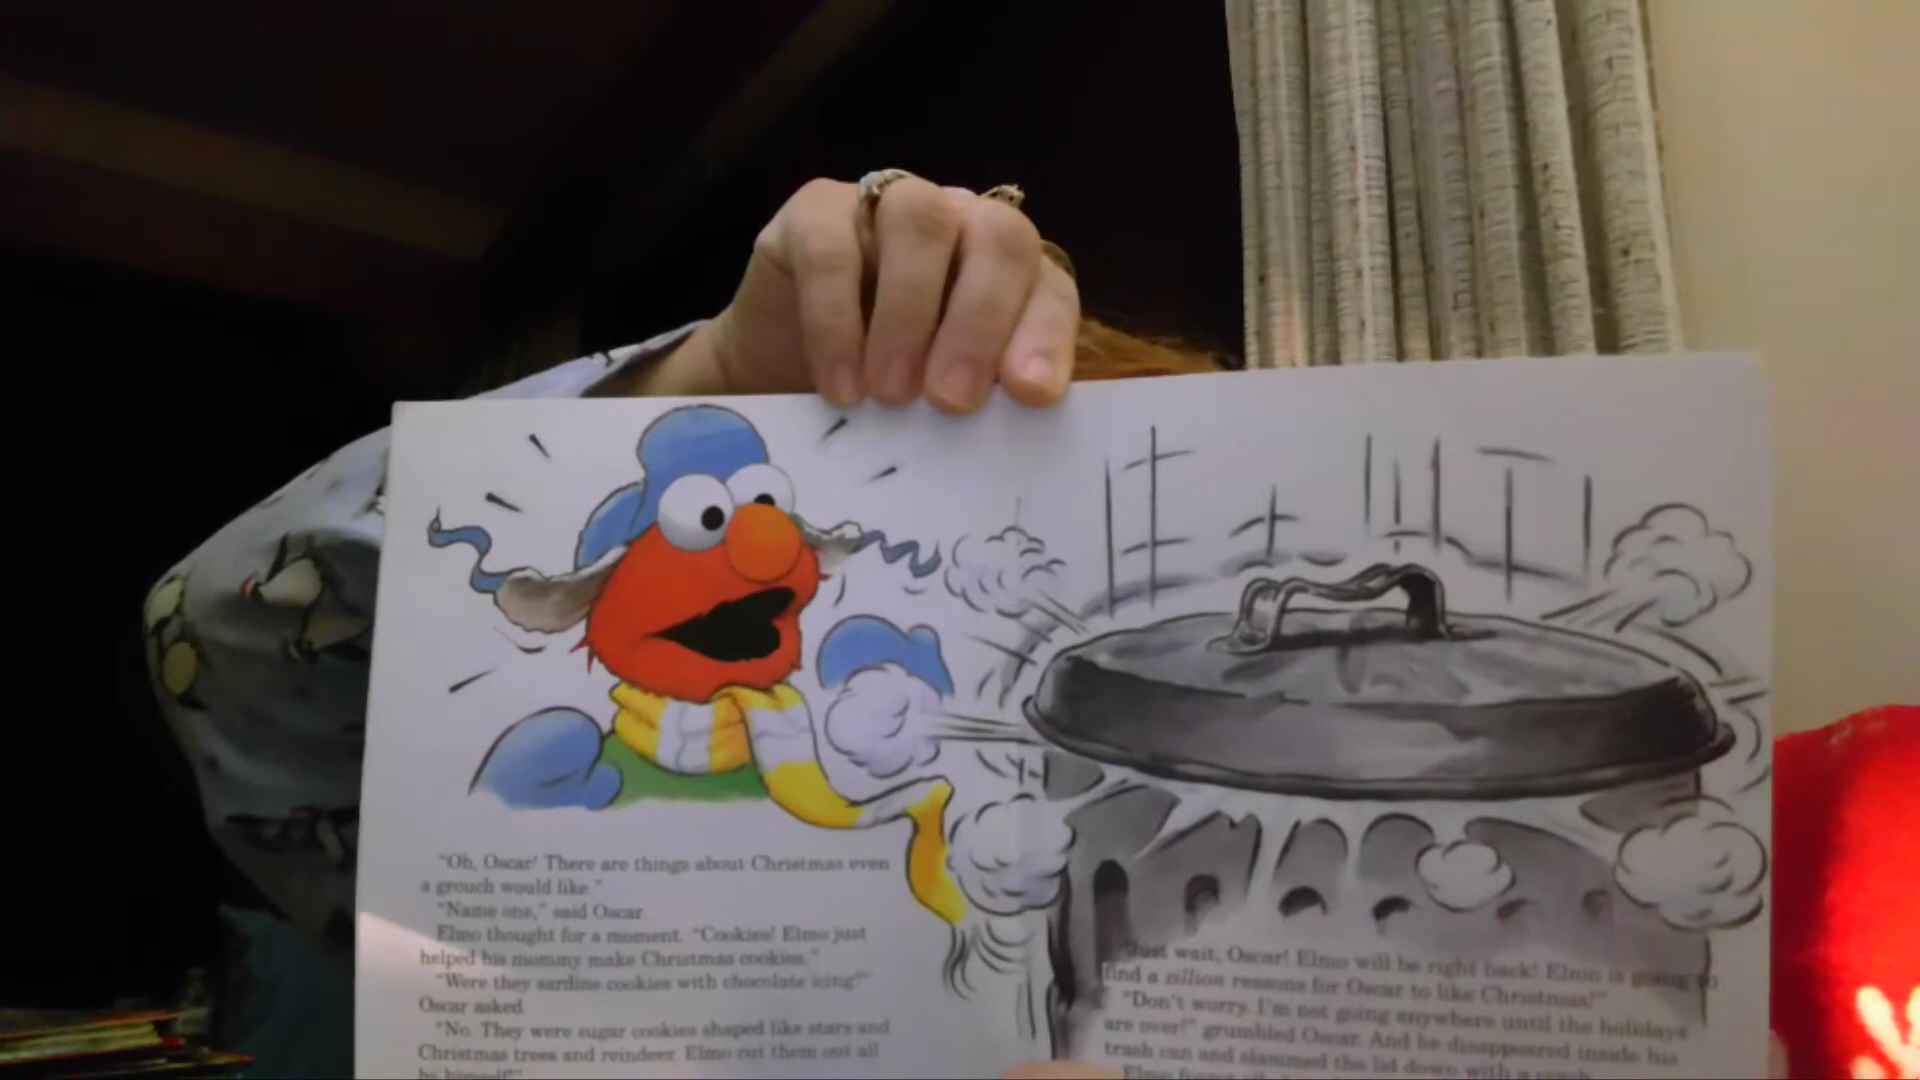 "Oh, Oscar! There are things about Christmas even
a grouch would like."
"Name one," said Oscar.
Elmo thought for a moment. "Cookies! Elmo just
helped his mommy make Christmas cookies."
"Were they sardine cookies with chocolate icing?"
Oscar asked.
"No. They were sugar cookies shaped like stars and
Christmas trees and reindeer. Elmo cut them out all
by himself!"
"Just wait, Oscar! Elmo will be right back! Elmo is going to
find a zillion reasons for Oscar to like Christmas!"
"Don't worry. I'm not going anywhere until the holidays
are over!" grumbled Oscar. And he disappeared inside his
trash can and slammed the lid down with a crash.
Elmo